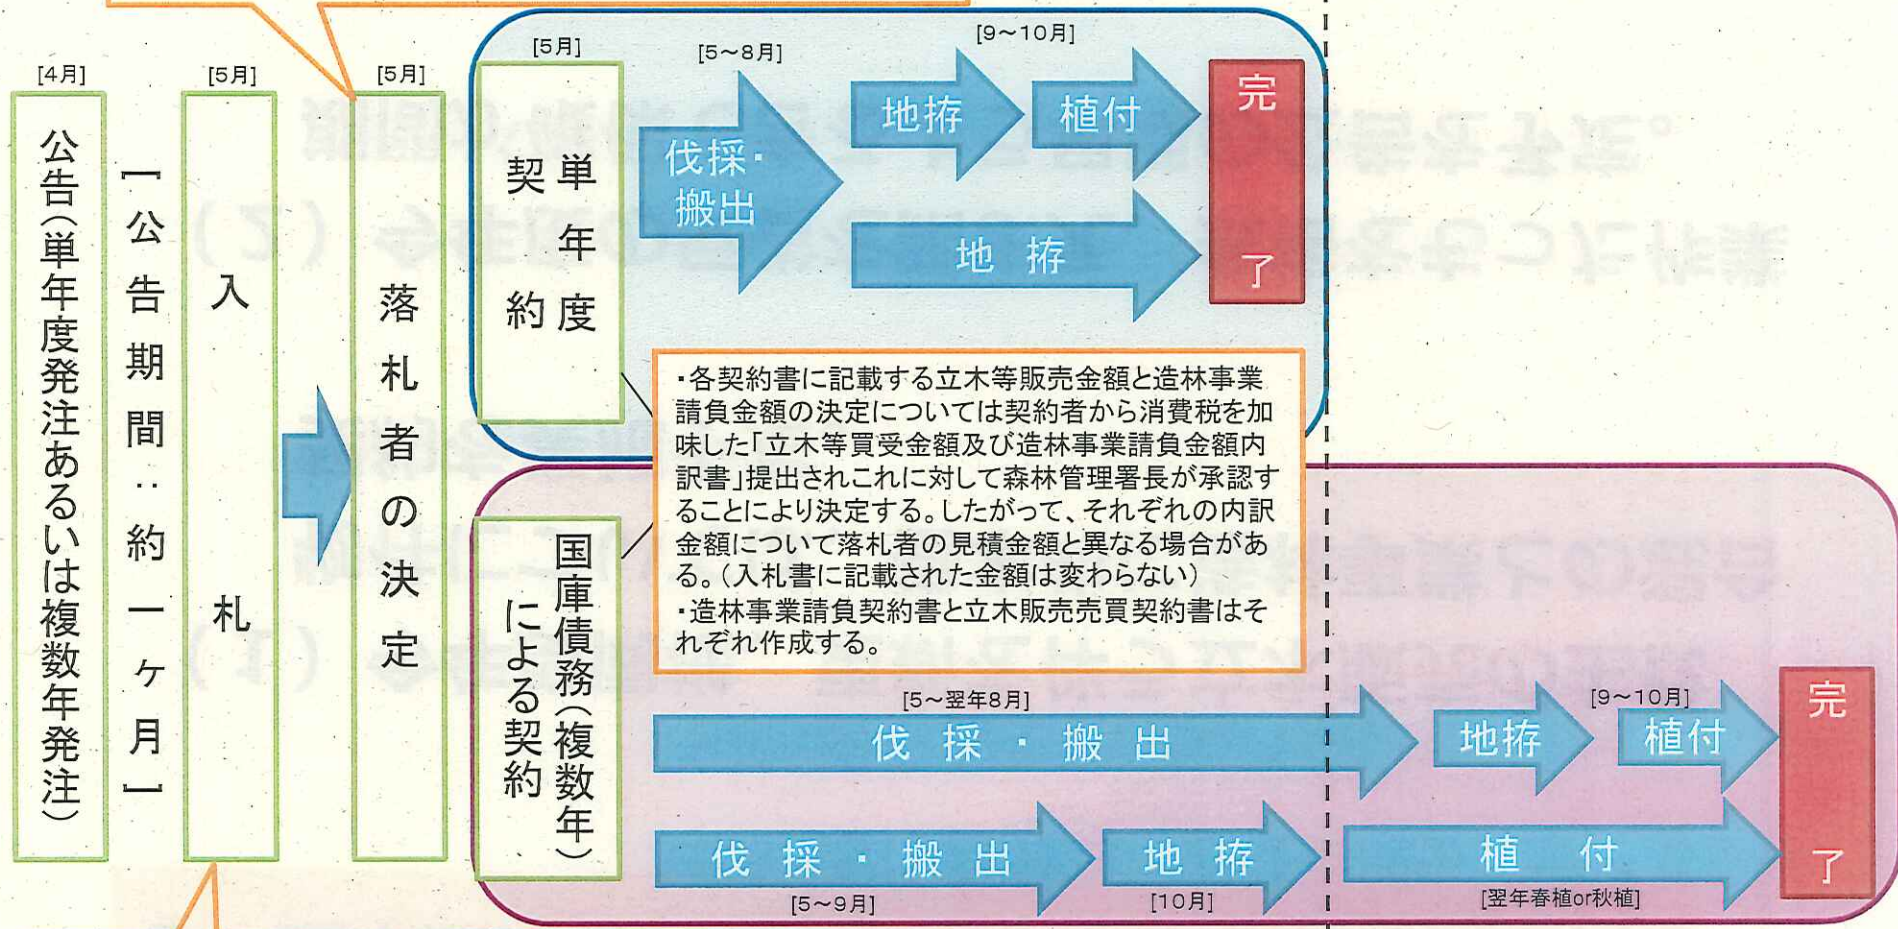 [4月]
公告(単年度発注あるいは複数年発注)
【公告期間:約一ヶ月】
[5月]
入札
[5月]
落札者の決定
[5月]
単年度
契約
[5～8月]
伐採・
搬出
[9～10月]
地拵
植付
地拵
完了
・各契約書に記載する立木等販売金額と造林事業
請負金額の決定については契約者から消費税を加
味した「立木等買受金額及び造林事業請負金額内
訳書」提出されこれに対して森林管理署長が承認す
ることにより決定する。したがって、それぞれの内訳
金額について落札者の見積金額と異なる場合があ
る。(入札書に記載された金額は変わらない)
・造林事業請負契約書と立木販売売買契約書はそ
れぞれ作成する。
国庫債務(複数年)
による契約
[5～翌年8月]
伐採・搬出
地拵
[9～10月]
植付
伐採・搬出
[5～9月]
地拵
[10月]
植付
[翌年春植or秋植]
完了